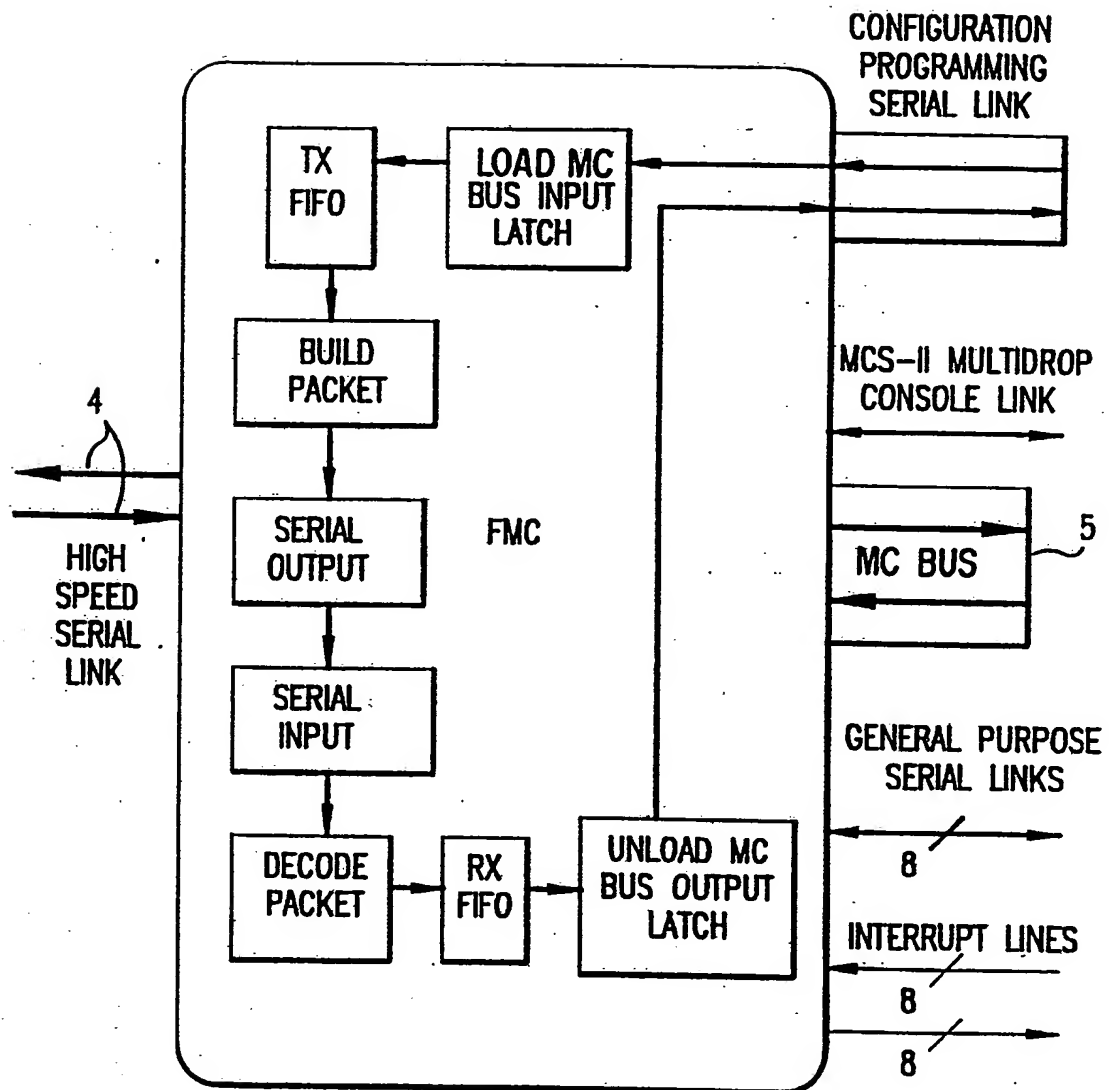 CONFIGURATION
PROGRAMMING
SERIAL LINK
TX
FIFO
LOAD MC
BUS INPUT
LATCH
BUILD
PACKET
MCS-II MULTIDROP
CONSOLE LINK
4
SERIAL
OUTPUT
FMC
5
MC BUS
HIGH
SPEED
SERIAL
LINK
SERIAL
INPUT
GENERAL PURPOSE
SERIAL LINKS
8
DECODE
PACKET
RX
FIFO
UNLOAD MC
BUS OUTPUT
LATCH
INTERRUPT LINES
8
8